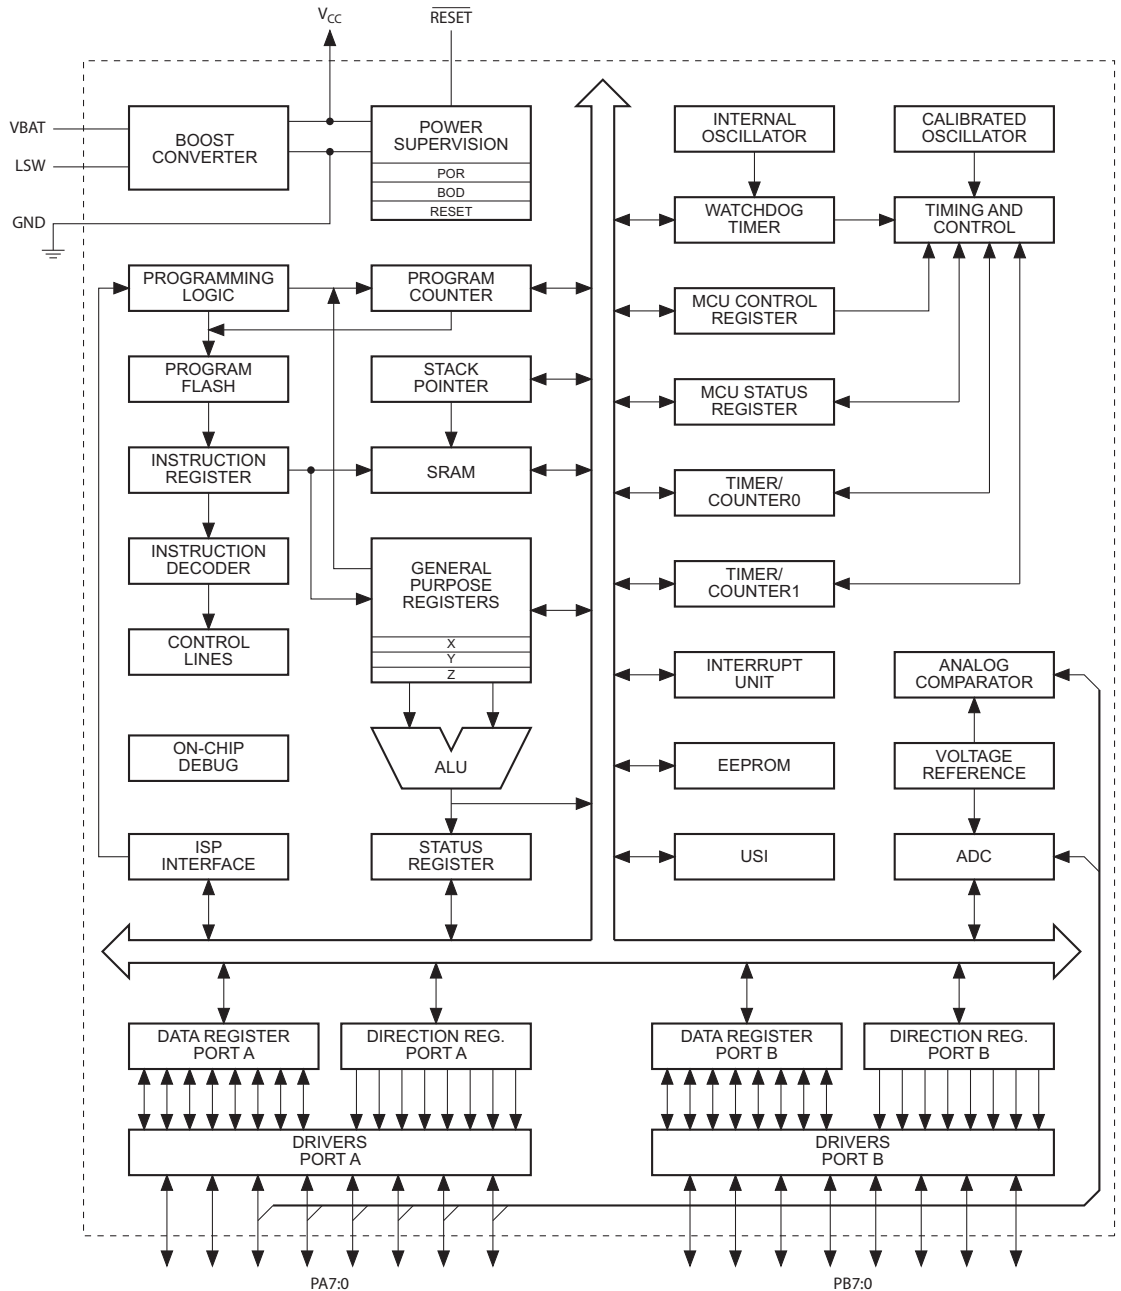 VCC
RESET
VBAT
LSW
GND
BOOST
CONVERTER
POWER
SUPERVISION
POR
BOD
RESET
INTERNAL
OSCILLATOR
CALIBRATED
OSCILLATOR
WATCHDOG
TIMER
TIMING AND
CONTROL
PROGRAMMING
LOGIC
PROGRAM
COUNTER
MCU CONTROL
REGISTER
PROGRAM
FLASH
STACK
POINTER
MCU STATUS
REGISTER
INSTRUCTION
REGISTER
SRAM
TIMER/
COUNTER0
INSTRUCTION
DECODER
GENERAL
PURPOSE
REGISTERS
X
Y
Z
TIMER/
COUNTER1
CONTROL
LINES
INTERRUPT
UNIT
ANALOG
COMPARATOR
ON-CHIP
DEBUG
ALU
EEPROM
VOLTAGE
REFERENCE
ISP
INTERFACE
STATUS
REGISTER
USI
ADC
DATA REGISTER
PORT A
DIRECTION REG.
PORT A
DATA REGISTER
PORT B
DIRECTION REG.
PORT B
DRIVERS
PORT A
DRIVERS
PORT B
PA7:0
PB7:0